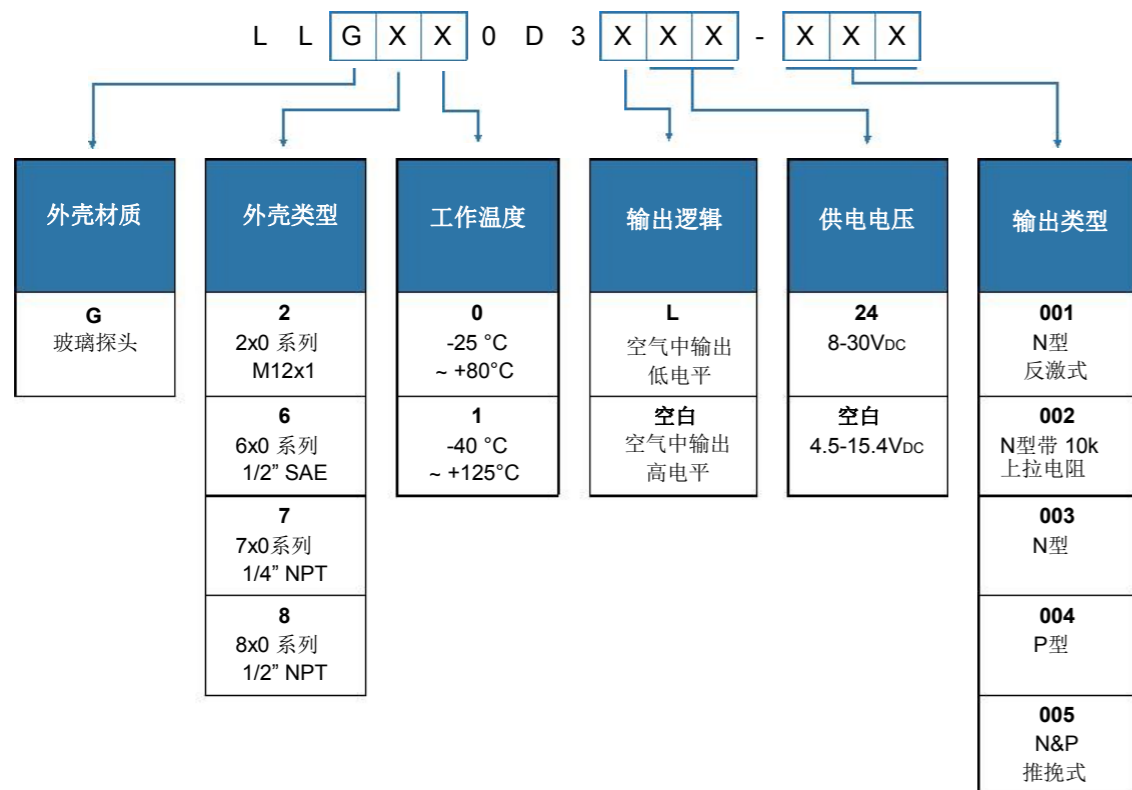 L L G X X 0 D 3 X X X - X X X
外壳材质
G
玻璃探头
外壳类型
2
2x0 系列
M12x1
6
6x0 系列
1/2” SAE
7
7x0系列
1/4” NPT
8
8x0 系列
1/2” NPT
工作温度
0
-25 °C
~ +80°C
1
-40 °C
~ +125°C
输出逻辑
L
空气中输出
低电平
空白
空气中输出
高电平
供电电压
24
8-30VDC
空白
4.5-15.4VDC
输出类型
001
N型
反激式
002
N型带 10k
上拉电阻
003
N型
004
P型
005
N&P
推挽式